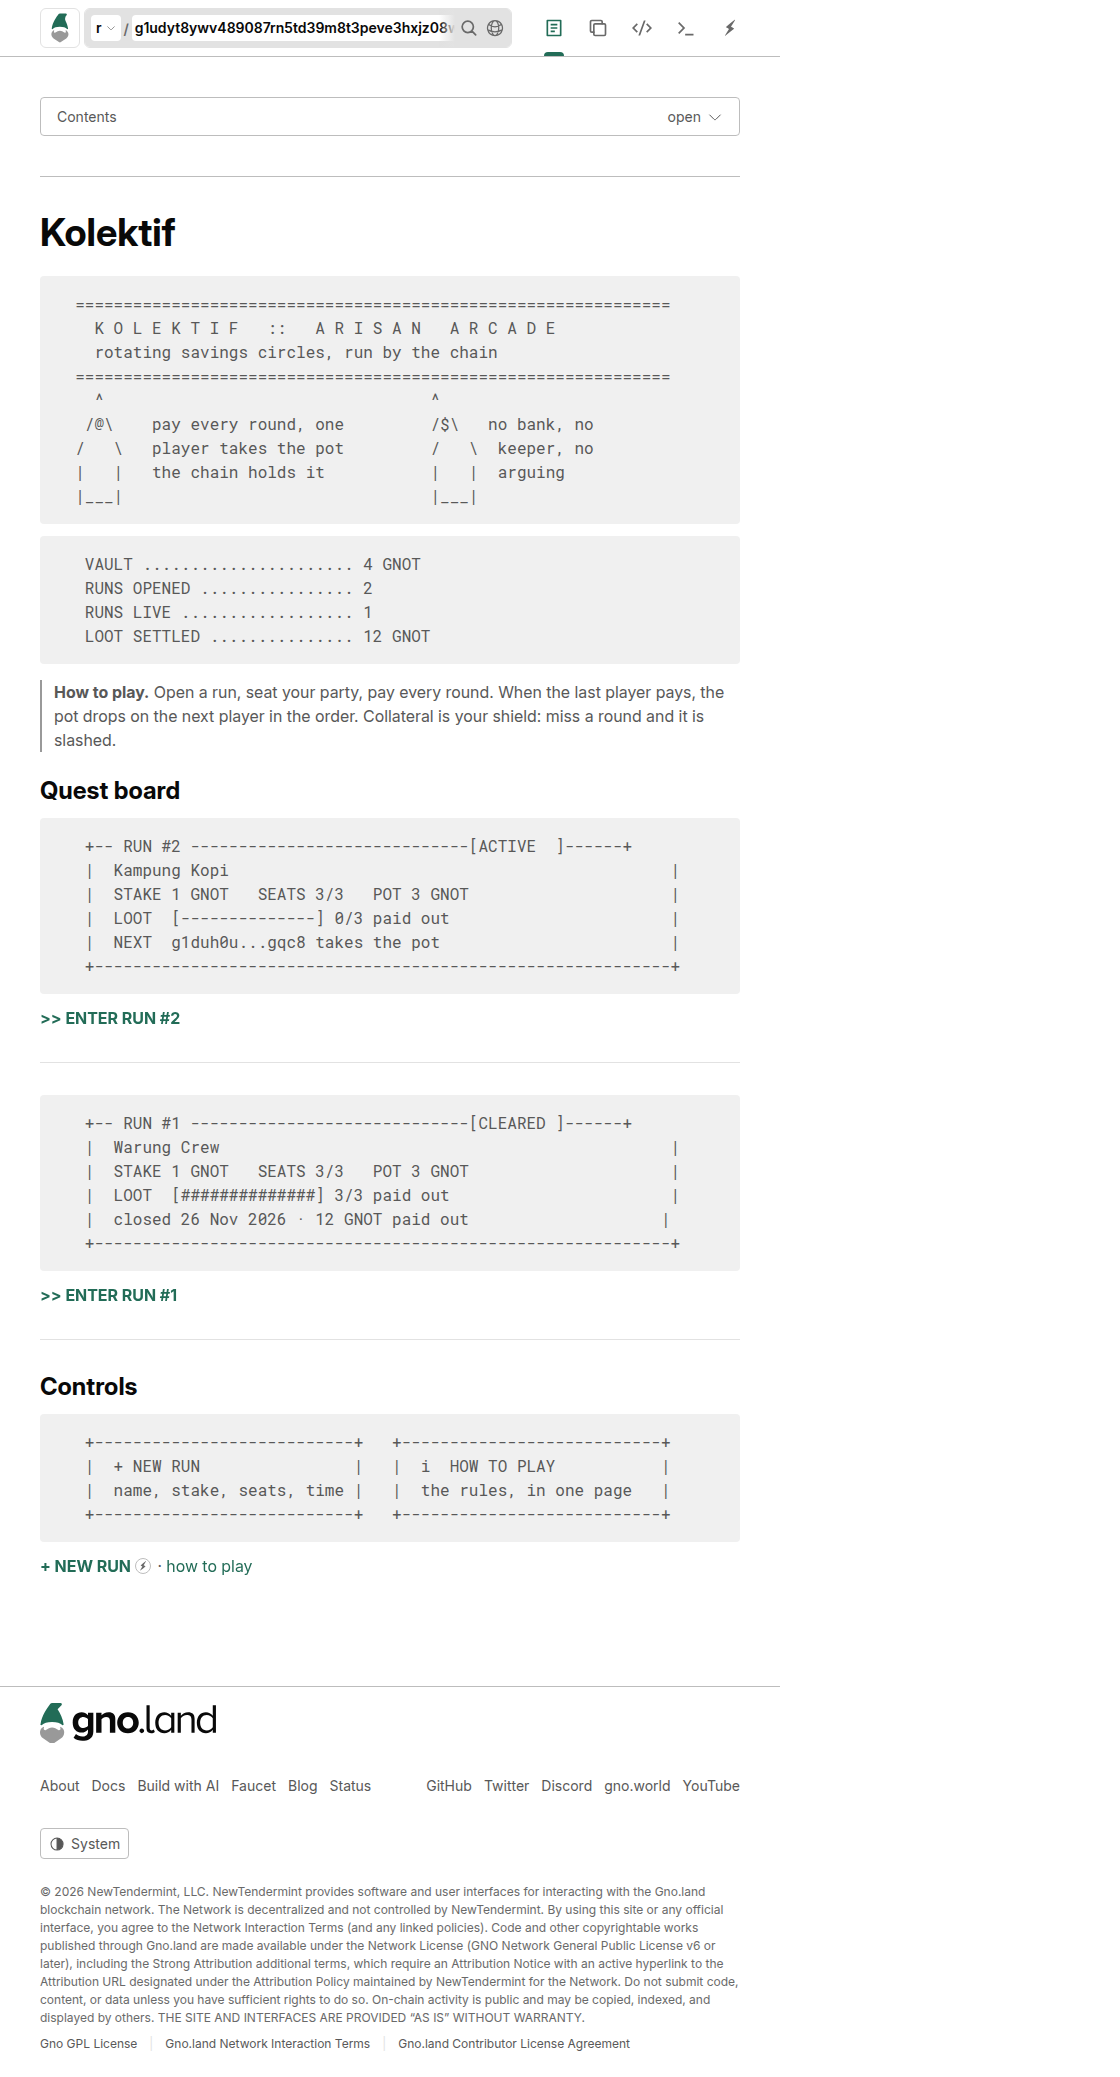 r / g1udyt8ywv489087rn5td39m8t3peve3hxjz08
Contents open
Kolektif
==============================================================
K O L E K T I F   ::   A R I S A N   A R C A D E
rotating savings circles, run by the chain
==============================================================
  ^                                  ^
 /@\    pay every round, one         /$\   no bank, no
/   \   player takes the pot         /   \  keeper, no
|   |   the chain holds it           |   |  arguing
|___|                                |___|
VAULT ...................... 4 GNOT
RUNS OPENED ................ 2
RUNS LIVE .................. 1
LOOT SETTLED ............... 12 GNOT
How to play. Open a run, seat your party, pay every round. When the last player pays, the
pot drops on the next player in the order. Collateral is your shield: miss a round and it is
slashed.
Quest board
+-- RUN #2 -----------------------------[ACTIVE  ]------+
|  Kampung Kopi                                              |
|  STAKE 1 GNOT   SEATS 3/3   POT 3 GNOT                     |
|  LOOT  [--------------] 0/3 paid out                       |
|  NEXT  g1duh0u...gqc8 takes the pot                        |
+------------------------------------------------------------+
>> ENTER RUN #2
+-- RUN #1 -----------------------------[CLEARED ]------+
|  Warung Crew                                               |
|  STAKE 1 GNOT   SEATS 3/3   POT 3 GNOT                     |
|  LOOT  [##############] 3/3 paid out                       |
|  closed 26 Nov 2026 · 12 GNOT paid out                    |
+------------------------------------------------------------+
>> ENTER RUN #1
Controls
+---------------------------+   +---------------------------+
|  + NEW RUN                |   |  i  HOW TO PLAY           |
|  name, stake, seats, time |   |  the rules, in one page   |
+---------------------------+   +---------------------------+
+ NEW RUN · how to play
gno.land
About Docs Build with AI Faucet Blog Status GitHub Twitter Discord gno.world YouTube
System
© 2026 NewTendermint, LLC. NewTendermint provides software and user interfaces for interacting with the Gno.land
blockchain network. The Network is decentralized and not controlled by NewTendermint. By using this site or any official
interface, you agree to the Network Interaction Terms (and any linked policies). Code and other copyrightable works
published through Gno.land are made available under the Network License (GNO Network General Public License v6 or
later), including the Strong Attribution additional terms, which require an Attribution Notice with an active hyperlink to the
Attribution URL designated under the Attribution Policy maintained by NewTendermint for the Network. Do not submit code,
content, or data unless you have sufficient rights to do so. On-chain activity is public and may be copied, indexed, and
displayed by others. THE SITE AND INTERFACES ARE PROVIDED “AS IS” WITHOUT WARRANTY.
Gno GPL License | Gno.land Network Interaction Terms | Gno.land Contributor License Agreement